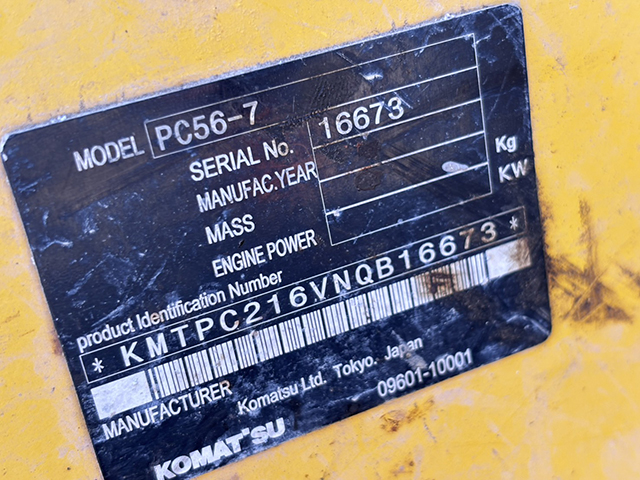 MODEL PC56-7
SERIAL No. 16673
MANUFAC.YEAR
MASS Kg
ENGINE POWER KW
product Identification Number
* KMTPC216VNQB16673 *
MANUFACTURER
Komatsu Ltd. Tokyo. Japan
09601-10001
KOMATSU